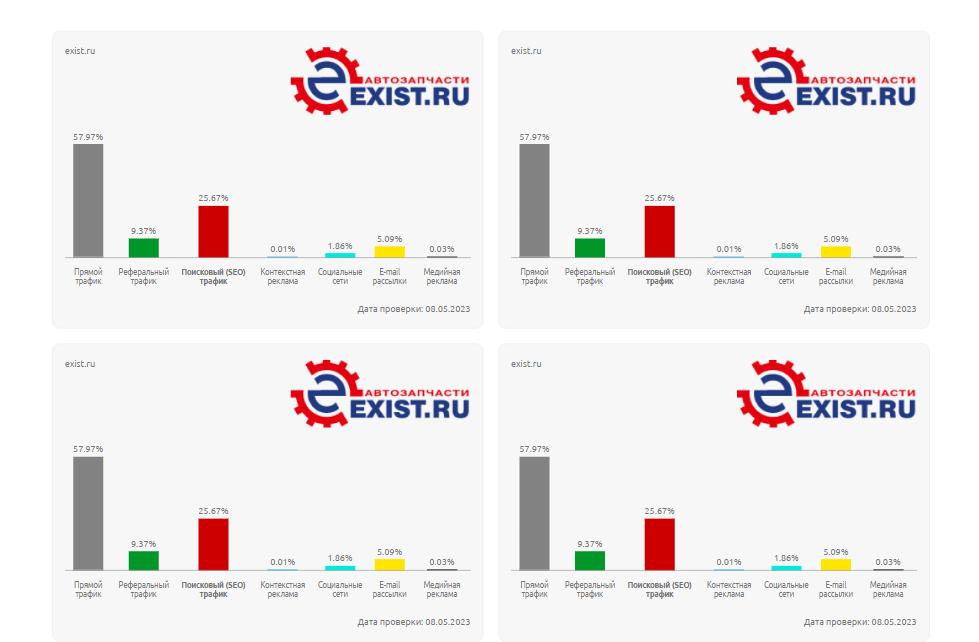 exist.ru
АВТОЗАПЧАСТИ
EXIST.RU
57.97%
25.67%
9.37%
5.09%
1.86%
0.01%
0.03%
Прямой трафик
Реферальный трафик
Поисковый (SEO) трафик
Контекстная реклама
Социальные сети
E-mail рассылки
Медийная реклама
Дата проверки: 08.05.2023
exist.ru
АВТОЗАПЧАСТИ
EXIST.RU
57.97%
25.67%
9.37%
5.09%
1.86%
0.01%
0.03%
Прямой трафик
Реферальный трафик
Поисковый (SEO) трафик
Контекстная реклама
Социальные сети
E-mail рассылки
Медийная реклама
Дата проверки: 08.05.2023
exist.ru
АВТОЗАПЧАСТИ
EXIST.RU
57.97%
25.67%
9.37%
5.09%
1.86%
0.01%
0.03%
Прямой трафик
Реферальный трафик
Поисковый (SEO) трафик
Контекстная реклама
Социальные сети
E-mail рассылки
Медийная реклама
Дата проверки: 08.05.2023
exist.ru
АВТОЗАПЧАСТИ
EXIST.RU
57.97%
25.67%
9.37%
5.09%
1.86%
0.01%
0.03%
Прямой трафик
Реферальный трафик
Поисковый (SEO) трафик
Контекстная реклама
Социальные сети
E-mail рассылки
Медийная реклама
Дата проверки: 08.05.2023